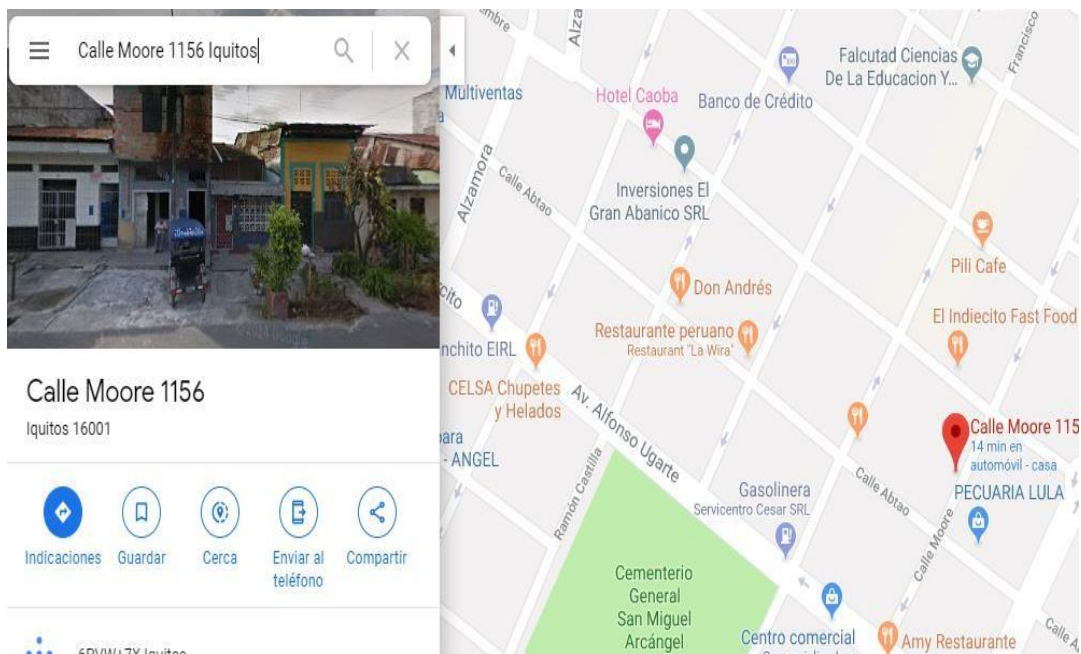 Calle Moore 1156 Iquitos
Calle Moore 1156
Iquitos 16001
Indicaciones
Guardar
Cerca
Enviar al
teléfono
Compartir
Multiventas
Alzamora
Hotel Caoba
Banco de Crédito
Falcutad Ciencias
De La Educacion Y...
Francisco
Calle Abtao
Inversiones El
Gran Abanico SRL
Pili Cafe
Don Andrés
El Indiecito Fast Food
Restaurante peruano
Restaurant "La Wira"
nchito EIRL
CELSA Chupetes
y Helados
Av. Alfonso Ugarte
- ANGEL
Ramón Castilla
Calle Moore 115
14 min en
automóvil - casa
PECUARIA LULA
Calle Abtao
Calle Moore
Gasolinera
Servicentro Cesar SRL
Cementerio
General
San Miguel
Arcángel
Centro comercial
Amy Restaurante
Calle A